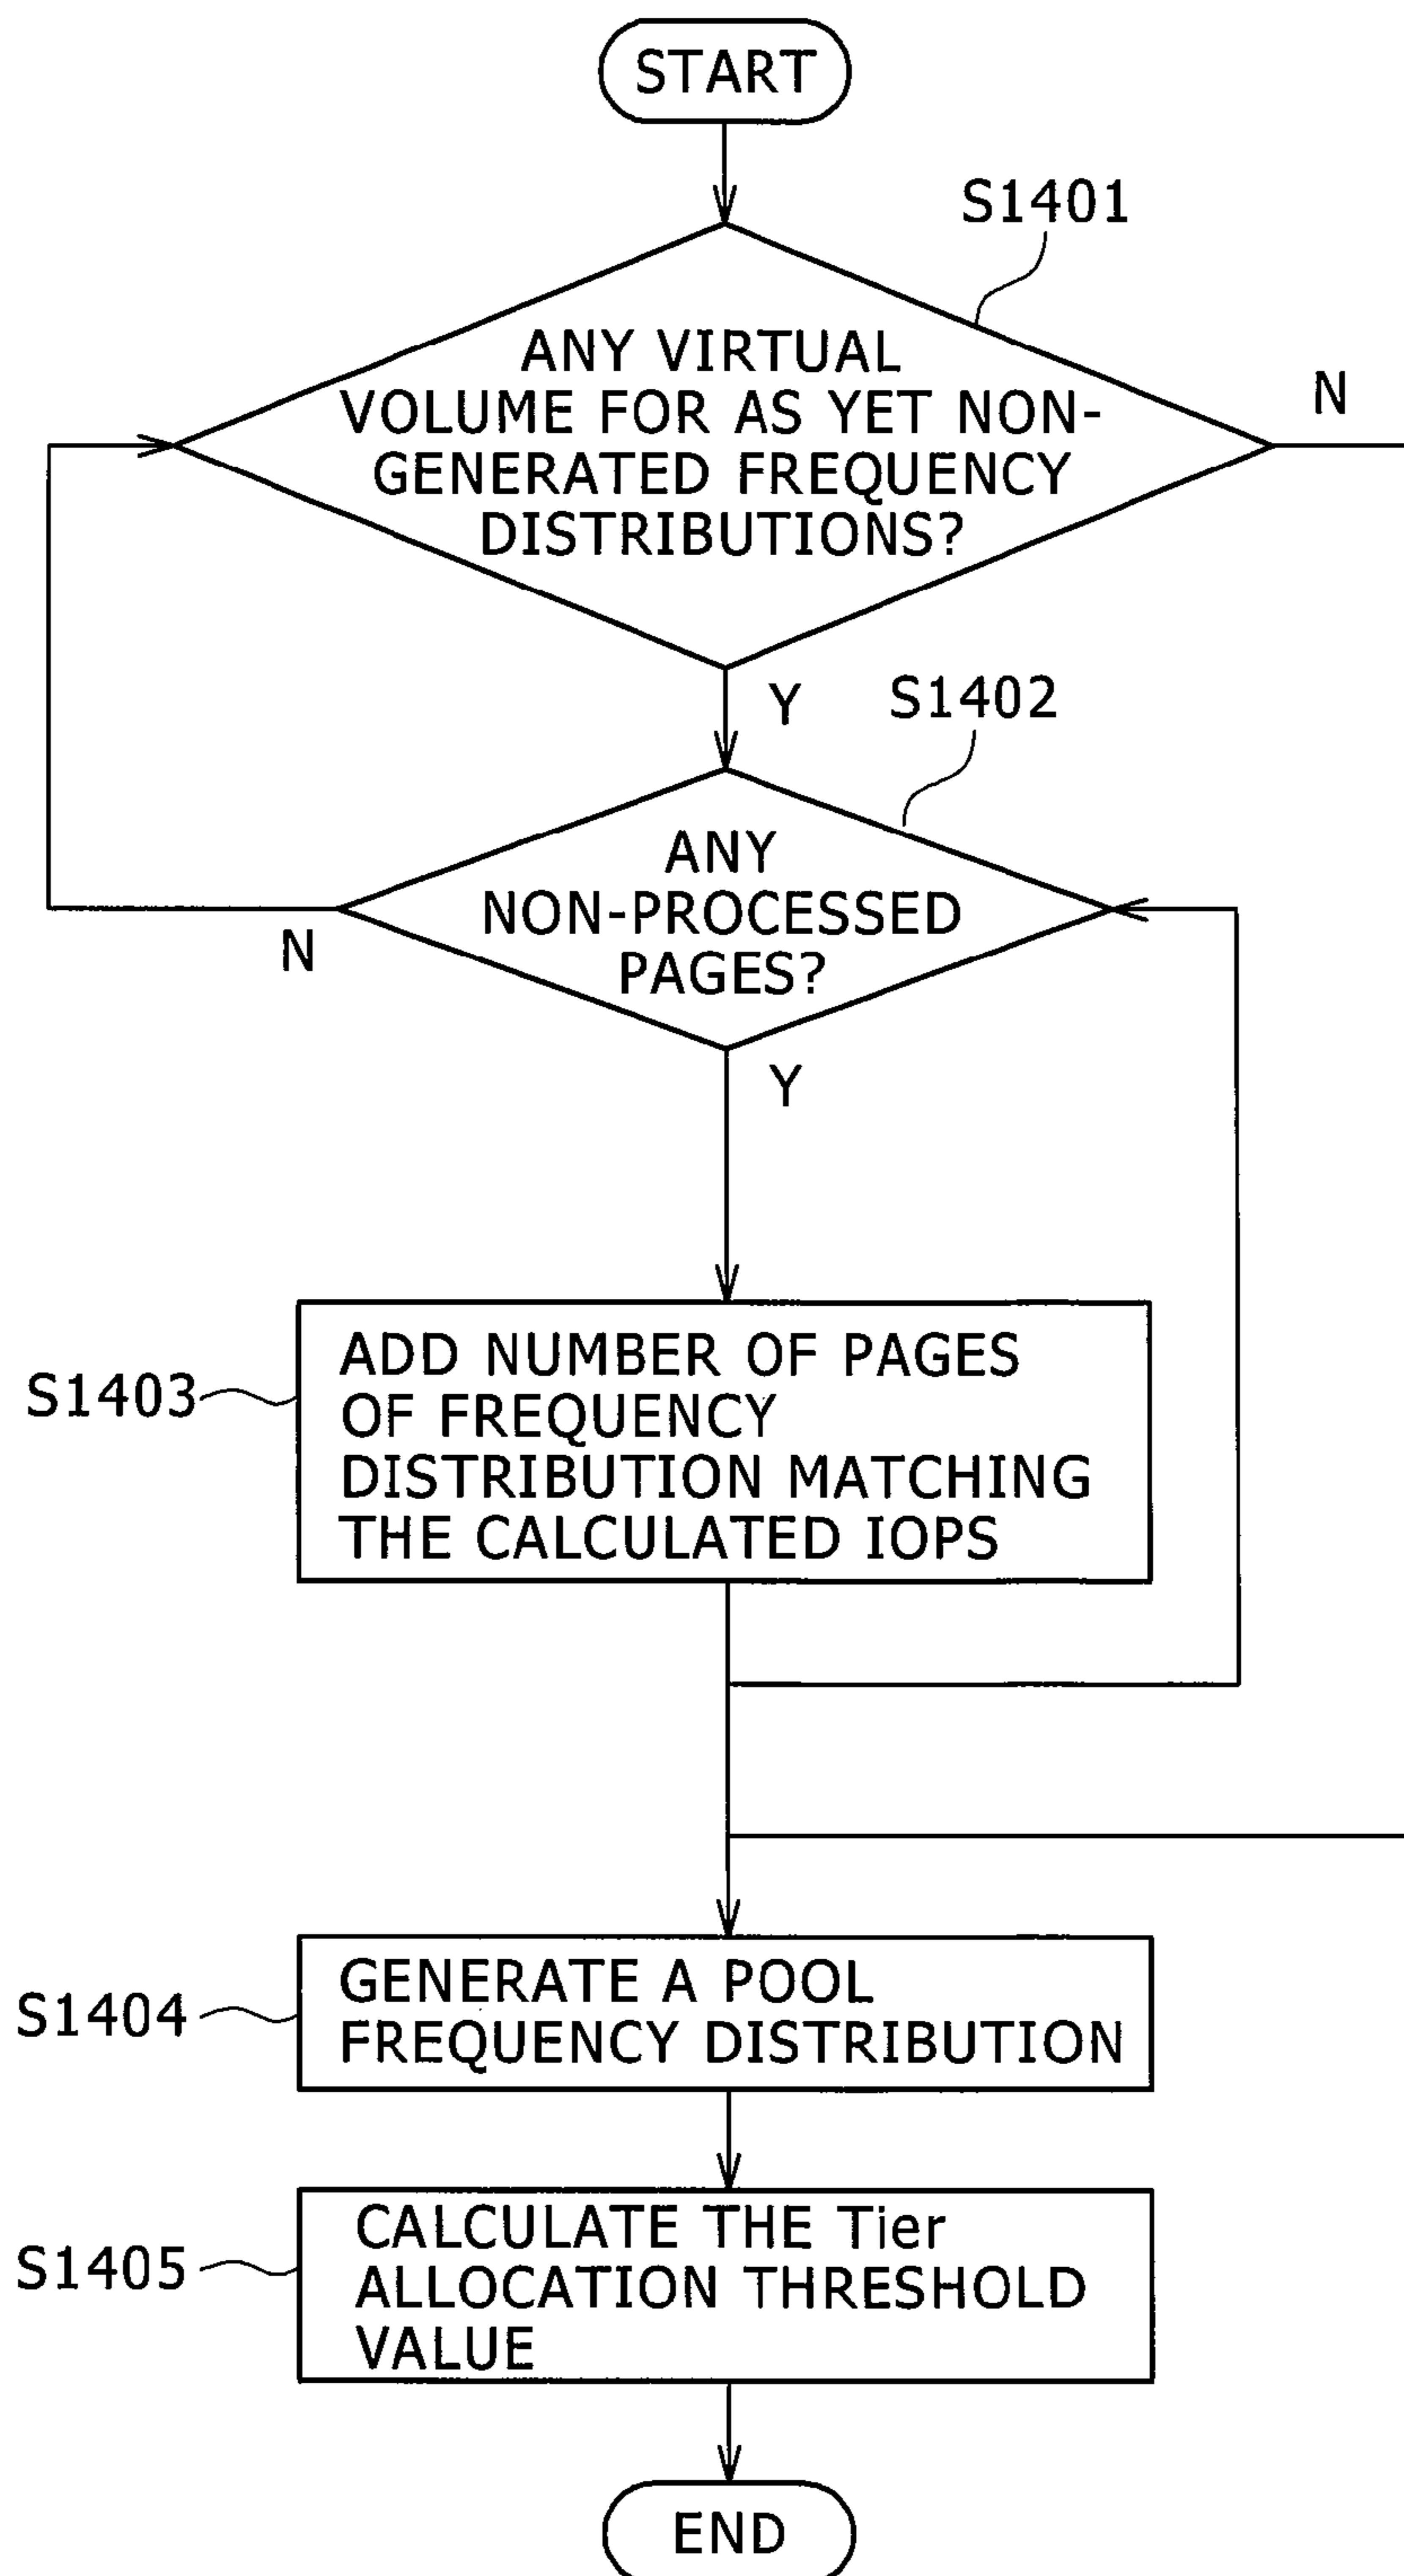 START
S1401
ANY VIRTUAL
VOLUME FOR AS YET NON-
GENERATED FREQUENCY
DISTRIBUTIONS?
N
Y
S1402
ANY
NON-PROCESSED
PAGES?
N
Y
S1403
ADD NUMBER OF PAGES
OF FREQUENCY
DISTRIBUTION MATCHING
THE CALCULATED IOPS
S1404
GENERATE A POOL
FREQUENCY DISTRIBUTION
S1405
CALCULATE THE Tier
ALLOCATION THRESHOLD
VALUE
END